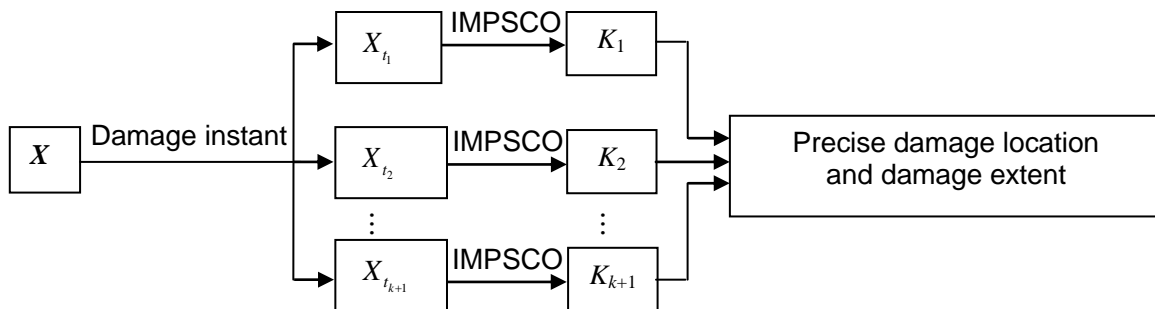 X
Damage instant
X_{t_1}
IMPSCO
K_1
X_{t_2}
IMPSCO
K_2
⋮
⋮
X_{t_{k+1}}
IMPSCO
K_{k+1}
Precise damage location
and damage extent